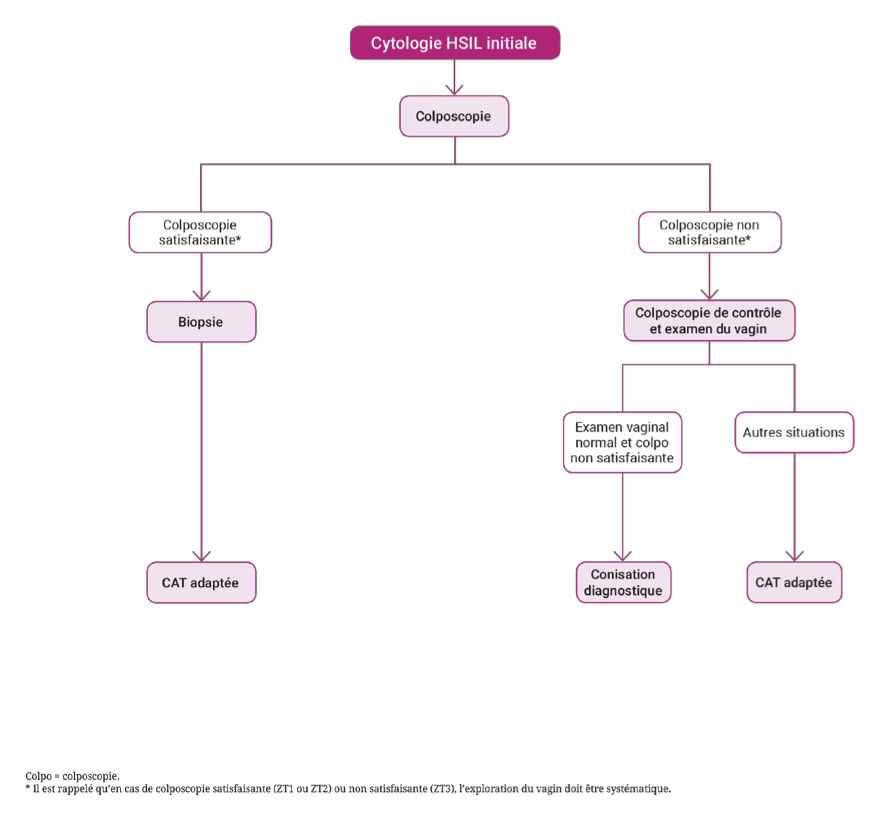 Cytologie HSIL initiale
Colposcopie
Colposcopie
satisfaisante*
Colposcopie non
satisfaisante*
Biopsie
Colposcopie de contrôle
et examen du vagin
Examen vaginal
normal et colpo
non satisfaisante
Autres situations
CAT adaptée
Conisation
diagnostique
CAT adaptée
Colpo = colposcopie.
* Il est rappelé qu'en cas de colposcopie satisfaisante (ZT1 ou ZT2) ou non satisfaisante (ZT3), l'exploration du vagin doit être systématique.